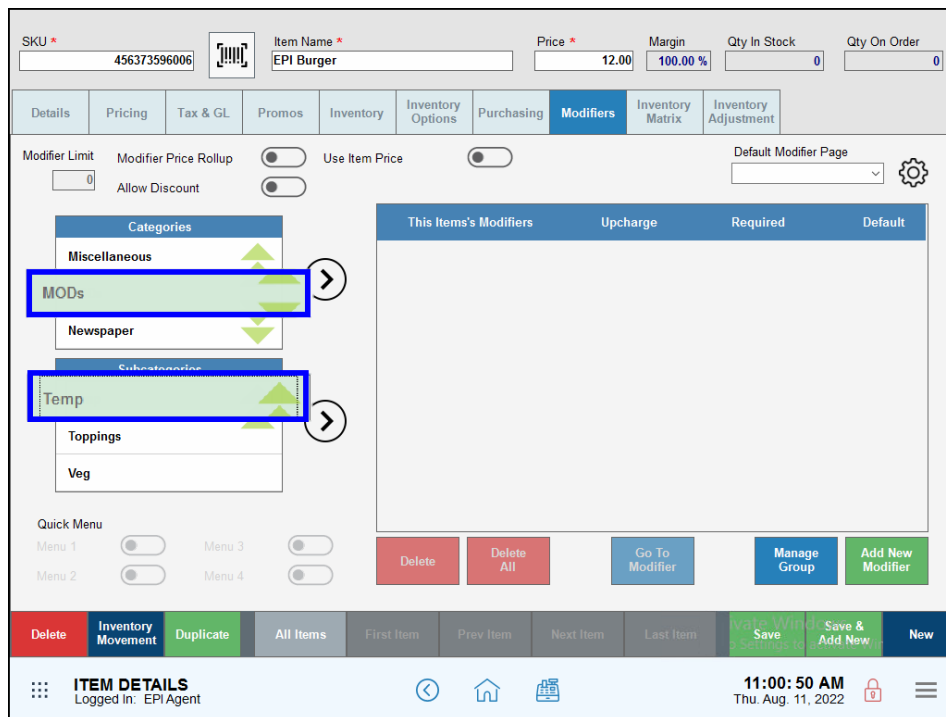 SKU *
Item Name *
Price *
Margin
Qty In Stock
Qty On Order
456373596006
EPI Burger
12.00
100.00 %
0
0
Details
Pricing
Tax & GL
Promos
Inventory
Inventory
Options
Purchasing
Modifiers
Inventory
Matrix
Inventory
Adjustment
Modifier Limit
0
Modifier Price Rollup
Use Item Price
Allow Discount
Default Modifier Page
Categories
Miscellaneous
MODs
Newspaper
Subcategories
Temp
Toppings
Veg
This Items's Modifiers
Upcharge
Required
Default
Quick Menu
Menu 1
Menu 3
Menu 2
Menu 4
Delete
Delete
All
Go To
Modifier
Manage
Group
Add New
Modifier
Delete
Inventory
Movement
Duplicate
All Items
First Item
Prev Item
Next Item
Last Item
Save
Save &
Add New
New
ITEM DETAILS
Logged In: EPI Agent
11:00: 50 AM
Thu. Aug. 11, 2022